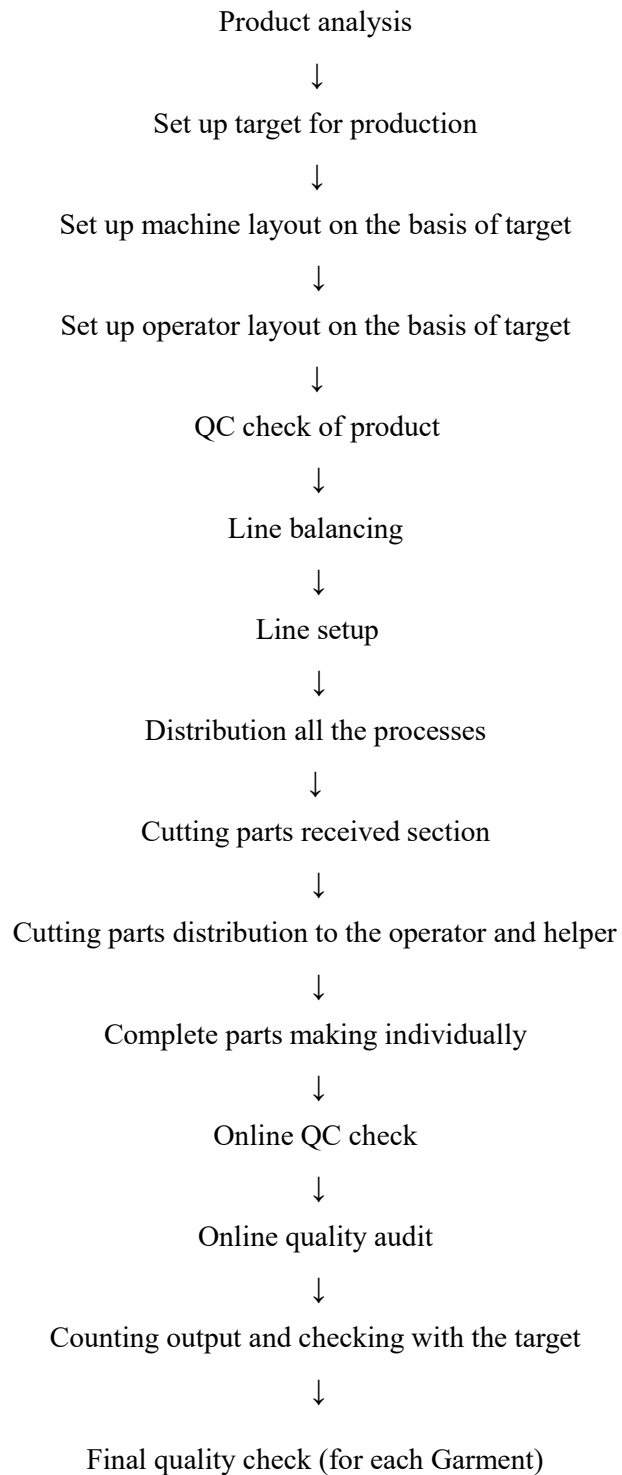 Product analysis
↓
Set up target for production
↓
Set up machine layout on the basis of target
↓
Set up operator layout on the basis of target
↓
QC check of product
↓
Line balancing
↓
Line setup
↓
Distribution all the processes
↓
Cutting parts received section
↓
Cutting parts distribution to the operator and helper
↓
Complete parts making individually
↓
Online QC check
↓
Online quality audit
↓
Counting output and checking with the target
↓
Final quality check (for each Garment)